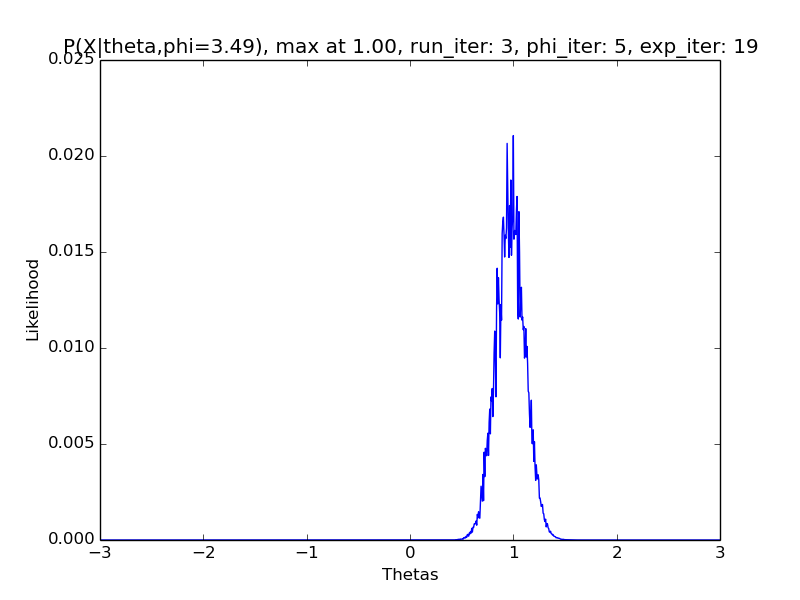 P(X|theta,phi=3.49), max at 1.00, run_iter: 3, phi_iter: 5, exp_iter: 19
0.025
0.020
0.015
0.010
0.005
0.000
Likelihood
−3 −2 −1 0 1 2 3
Thetas